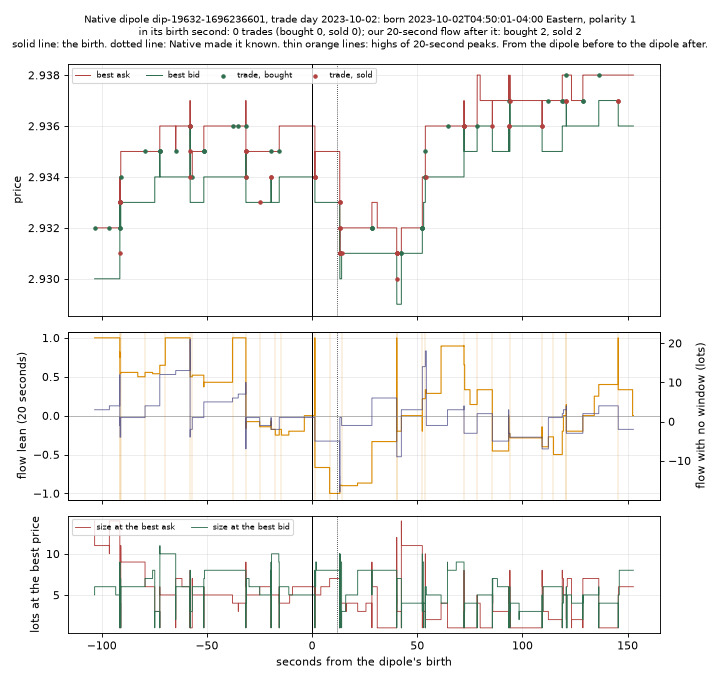 Native dipole dip-19632-1696236601, trade day 2023-10-02: born 2023-10-02T04:50:01-04:00 Eastern, polarity 1
in its birth second: 0 trades (bought 0, sold 0); our 20-second flow after it: bought 2, sold 2
solid line: the birth. dotted line: Native made it known. thin orange lines: highs of 20-second peaks. From the dipole before to the dipole after.
best ask
best bid
trade, bought
trade, sold
2.938
2.936
2.934
2.932
2.930
price
1.0
0.5
0.0
−0.5
−1.0
flow lean (20 seconds)
20
10
0
−10
flow with no window (lots)
size at the best ask
size at the best bid
10
5
lots at the best price
−100
−50
0
50
100
150
seconds from the dipole's birth